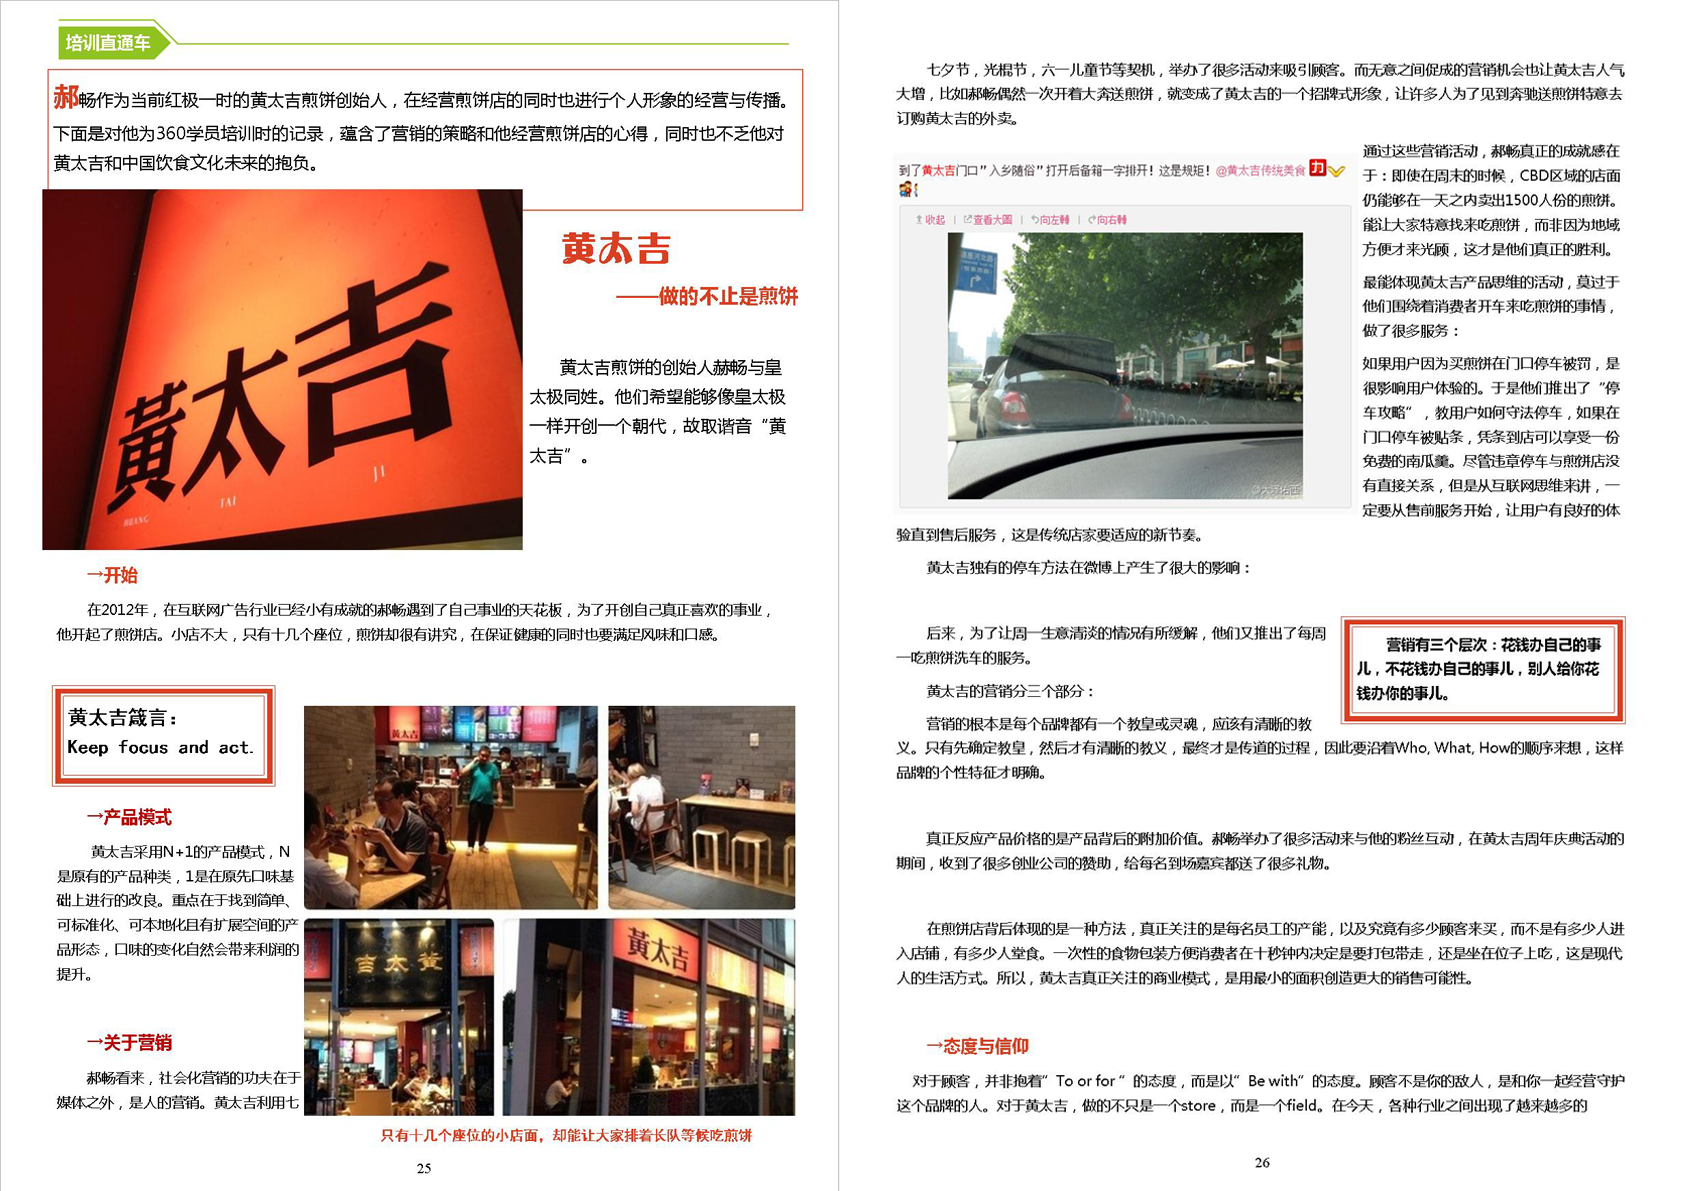 培训直通车
郝畅作为当前红极一时的黄太吉煎饼创始人，在经营煎饼店的同时也进行个人形象的经营与传播。
下面是对他为360学员培训时的记录，蕴含了营销的策略和他经营煎饼店的心得，同时也不乏他对
黄太吉和中国饮食文化未来的抱负。
黄太吉
——做的不止是煎饼
黃太吉
HUANG TAI JI
黄太吉煎饼的创始人赫畅与皇
太极同姓。他们希望能够像皇太极
一样开创一个朝代，故取谐音“黄
太吉”。
→开始
在2012年，在互联网广告行业已经小有成就的郝畅遇到了自己事业的天花板，为了开创自己真正喜欢的事业，
他开起了煎饼店。小店不大，只有十几个座位，煎饼却很有讲究，在保证健康的同时也要满足风味和口感。
黄太吉箴言：
Keep focus and act.
→产品模式
黄太吉采用N+1的产品模式，N
是原有的产品种类，1是在原先口味基
础上进行的改良。重点在于找到简单、
可标准化、可本地化且有扩展空间的产
品形态，口味的变化自然会带来利润的
提升。
→关于营销
郝畅看来，社会化营销的功夫在于
媒体之外，是人的营销。黄太吉利用七
黃太吉
吉太黃
黃太吉
只有十几个座位的小店面，却能让大家排着长队等候吃煎饼
25
七夕节，光棍节，六一儿童节等契机，举办了很多活动来吸引顾客。而无意之间促成的营销机会也让黄太吉人气
大增，比如郝畅偶然一次开着大奔送煎饼，就变成了黄太吉的一个招牌式形象，让许多人为了见到奔驰送煎饼特意去
订购黄太吉的外卖。
到了黄太吉门口”入乡随俗”打开后备箱一字排开！这是规矩！@黄太吉传统美食
收起 | 查看大图 | 向左转 | 向右转
通过这些营销活动，郝畅真正的成就感在
于：即使在周末的时候，CBD区域的店面
仍能够在一天之内卖出1500人份的煎饼。
能让大家特意找来吃煎饼，而非因为地域
方便才来光顾，这才是他们真正的胜利。
最能体现黄太吉产品思维的活动，莫过于
他们围绕着消费者开车来吃煎饼的事情，
做了很多服务：
如果用户因为买煎饼在门口停车被罚，是
很影响用户体验的。于是他们推出了“停
车攻略”，教用户如何守法停车，如果在
门口停车被贴条，凭条到店可以享受一份
免费的南瓜羹。尽管违章停车与煎饼店没
有直接关系，但是从互联网思维来讲，一
定要从售前服务开始，让用户有良好的体
验直到售后服务，这是传统店家要适应的新节奏。
黄太吉独有的停车方法在微博上产生了很大的影响：
后来，为了让周一生意清淡的情况有所缓解，他们又推出了每周
一吃煎饼洗车的服务。
黄太吉的营销分三个部分：
营销有三个层次：花钱办自己的事
儿，不花钱办自己的事儿，别人给你花
钱办你的事儿。
营销的根本是每个品牌都有一个教皇或灵魂，应该有清晰的教
义。只有先确定教皇，然后才有清晰的教义，最终才是传道的过程，因此要沿着Who, What, How的顺序来想，这样
品牌的个性特征才明确。
真正反应产品价格的是产品背后的附加价值。郝畅举办了很多活动来与他的粉丝互动，在黄太吉周年庆典活动的
期间，收到了很多创业公司的赞助，给每名到场嘉宾都送了很多礼物。
在煎饼店背后体现的是一种方法，真正关注的是每名员工的产能，以及究竟有多少顾客来买，而不是有多少人进
入店铺，有多少人堂食。一次性的食物包装方便消费者在十秒钟内决定是要打包带走，还是坐在位子上吃，这是现代
人的生活方式。所以，黄太吉真正关注的商业模式，是用最小的面积创造更大的销售可能性。
→态度与信仰
对于顾客，并非抱着”To or for “的态度，而是以”Be with”的态度。顾客不是你的敌人，是和你一起经营守护
这个品牌的人。对于黄太吉，做的不只是一个store，而是一个field。在今天，各种行业之间出现了越来越多的
26